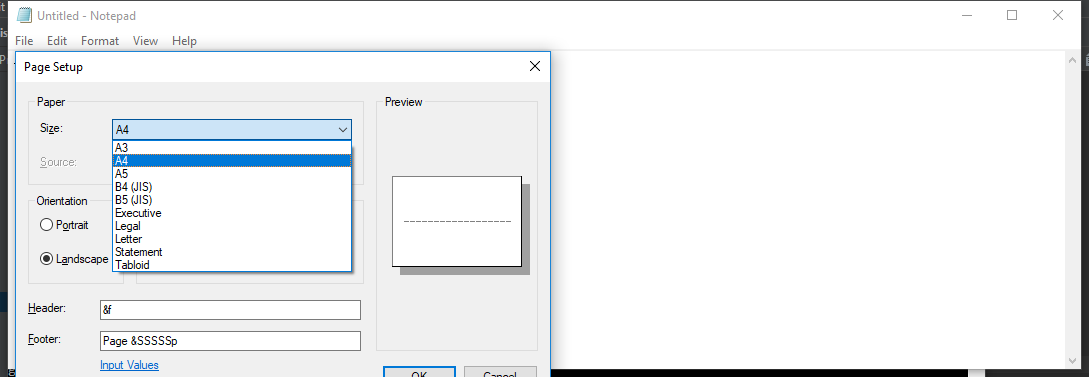 Untitled - Notepad
File Edit Format View Help
Page Setup
Paper
Size:
A4
A3
A4
A5
B4 (JIS)
B5 (JIS)
Executive
Legal
Letter
Statement
Tabloid
Source:
Orientation
Portrait
Landscape
Preview
Header:
&f
Footer:
Page &SSSSSp
Input Values
OK
Cancel